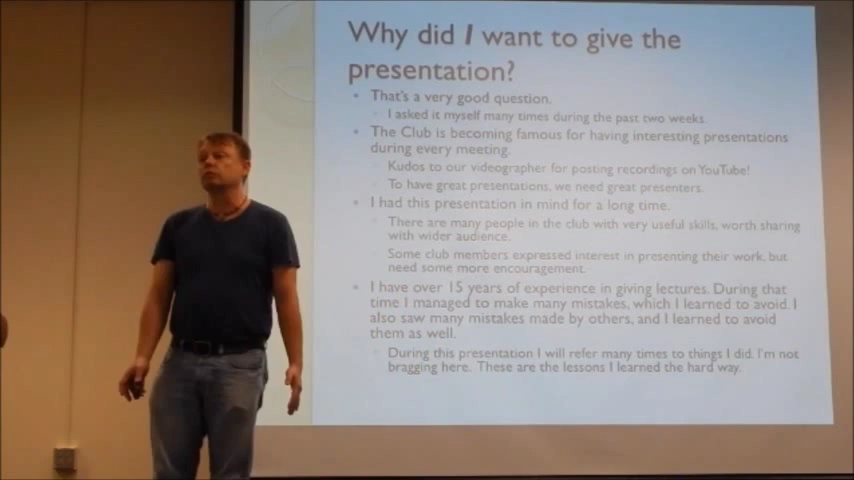 Why did I want to give the
presentation?
That's a very good question.
I asked it myself many times during the past two weeks.
The Club is becoming famous for having interesting presentations
during every meeting.
Kudos to our videographer for posting recordings on YouTube!
To have great presentations, we need great presenters.
I had this presentation in mind for a long time.
There are many people in the club with very useful skills, worth sharing
with wider audience.
Some club members expressed interest in presenting their work, but
need some more encouragement.
I have over 15 years of experience in giving lectures. During that
time I managed to make many mistakes, which I learned to avoid. I
also saw many mistakes made by others, and I learned to avoid
them as well.
During this presentation I will refer many times to things I did. I'm not
bragging here. These are the lessons I learned the hard way.